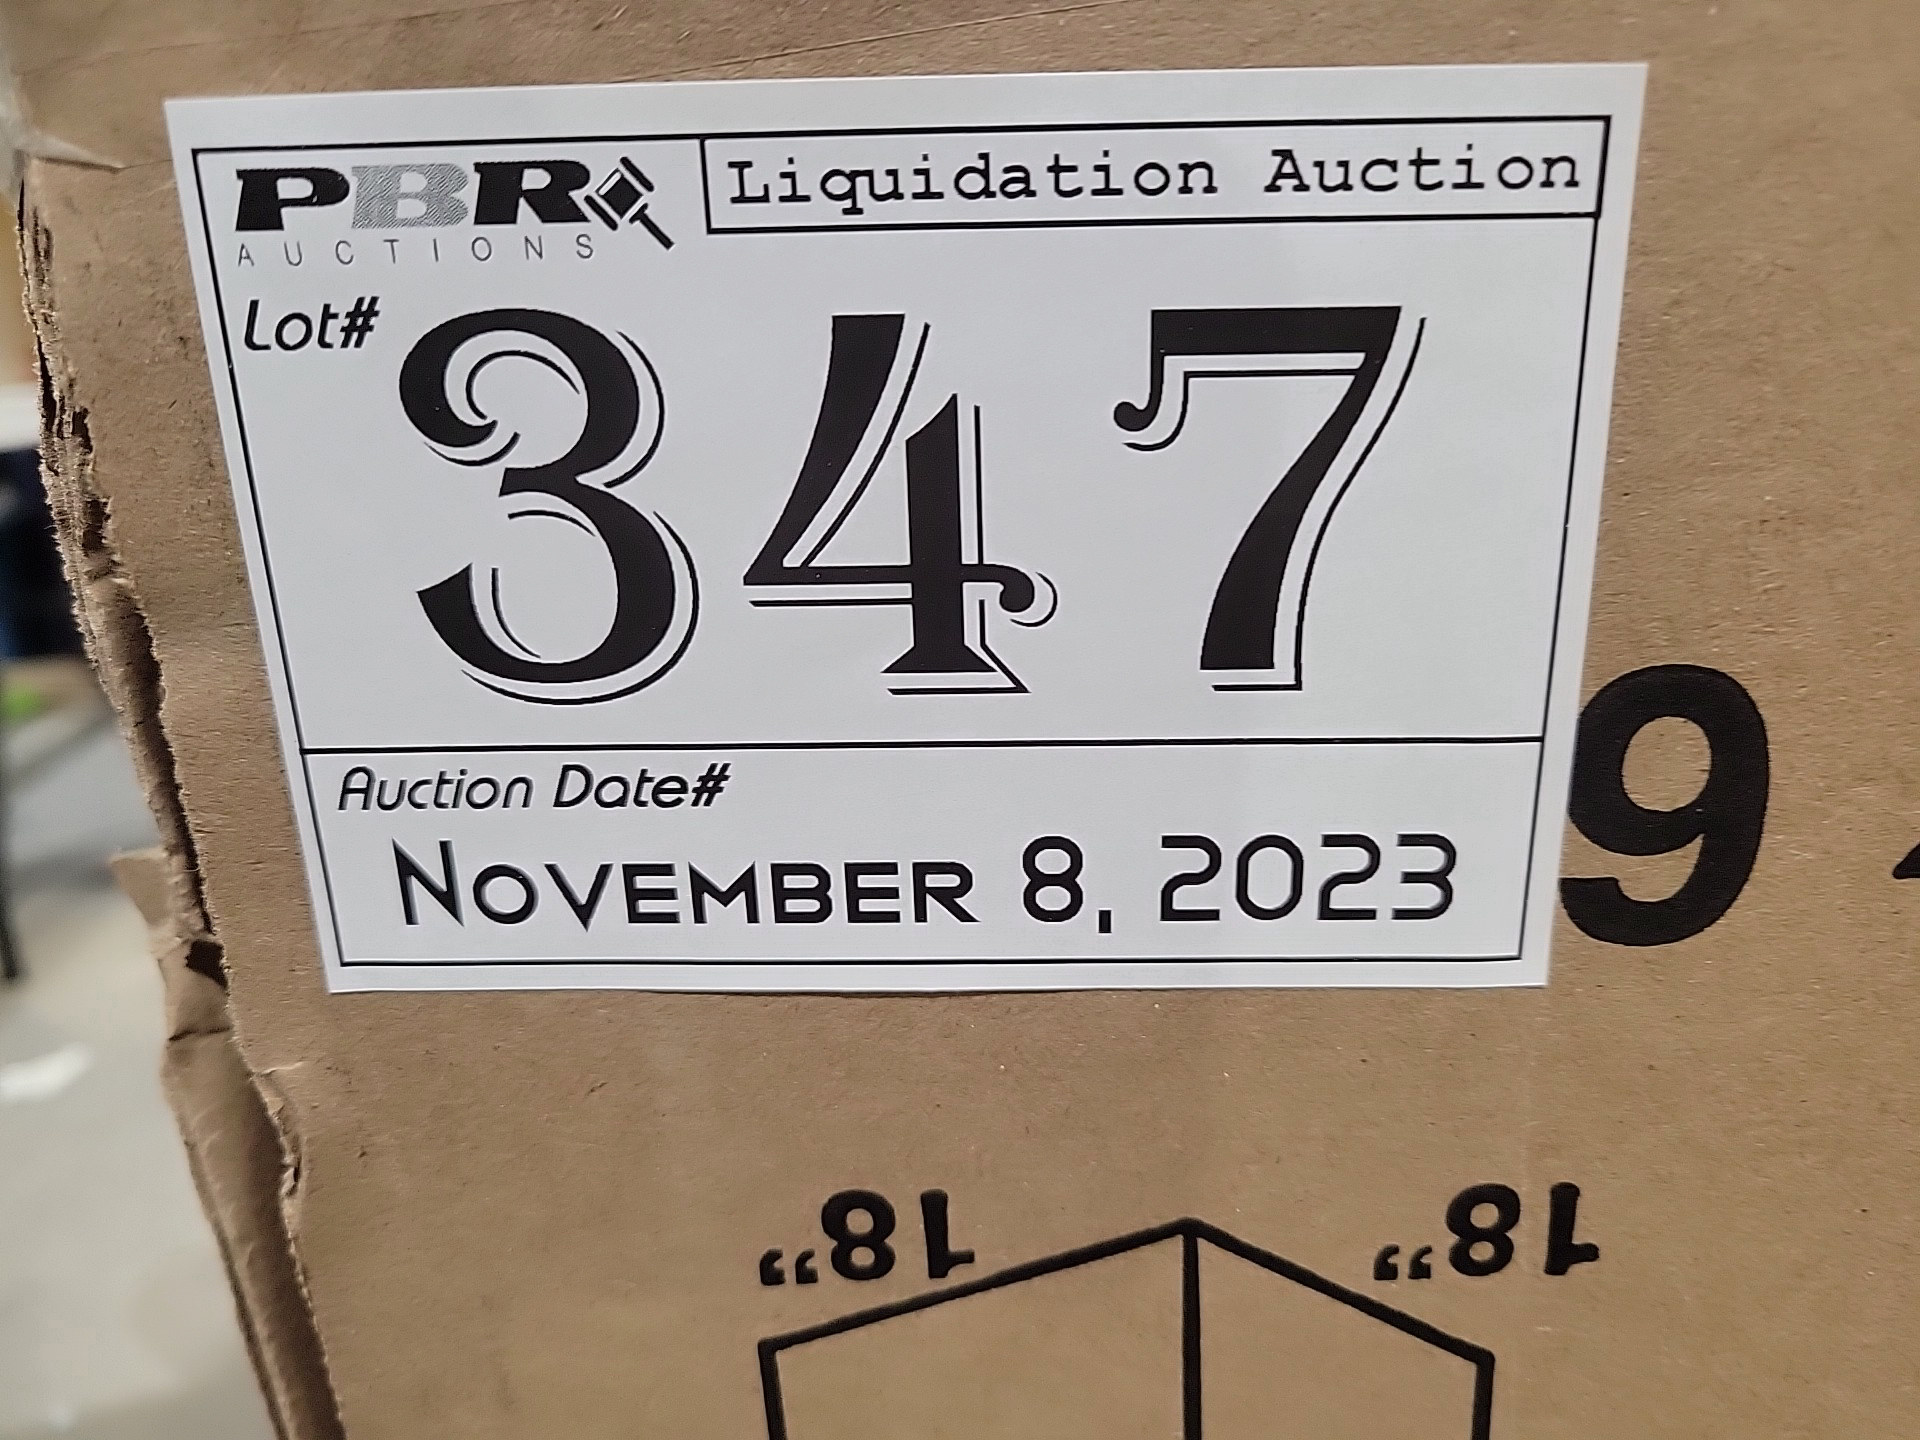 PBR
AUCTIONS
Liquidation Auction
Lot#
347
Auction Date#
NOVEMBER 8, 2023
9
18" 18"